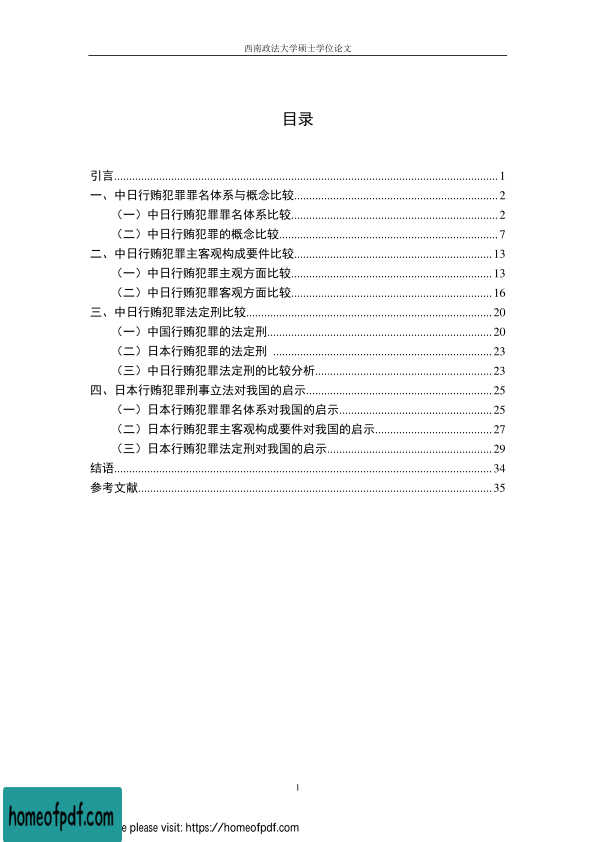 西南政法大学硕士学位论文
目录
引言 1
一、中日行贿犯罪罪名体系与概念比较 2
（一）中日行贿犯罪罪名体系比较 2
（二）中日行贿犯罪的概念比较 7
二、中日行贿犯罪主客观构成要件比较 13
（一）中日行贿犯罪主观方面比较 13
（二）中日行贿犯罪客观方面比较 16
三、中日行贿犯罪法定刑比较 20
（一）中国行贿犯罪的法定刑 20
（二）日本行贿犯罪的法定刑 23
（三）中日行贿犯罪法定刑的比较分析 23
四、日本行贿犯罪刑事立法对我国的启示 25
（一）日本行贿犯罪罪名体系对我国的启示 25
（二）日本行贿犯罪主客观构成要件对我国的启示 27
（三）日本行贿犯罪法定刑对我国的启示 29
结语 34
参考文献 35
1
homeofpdf.com
e please visit: https://homeofpdf.com